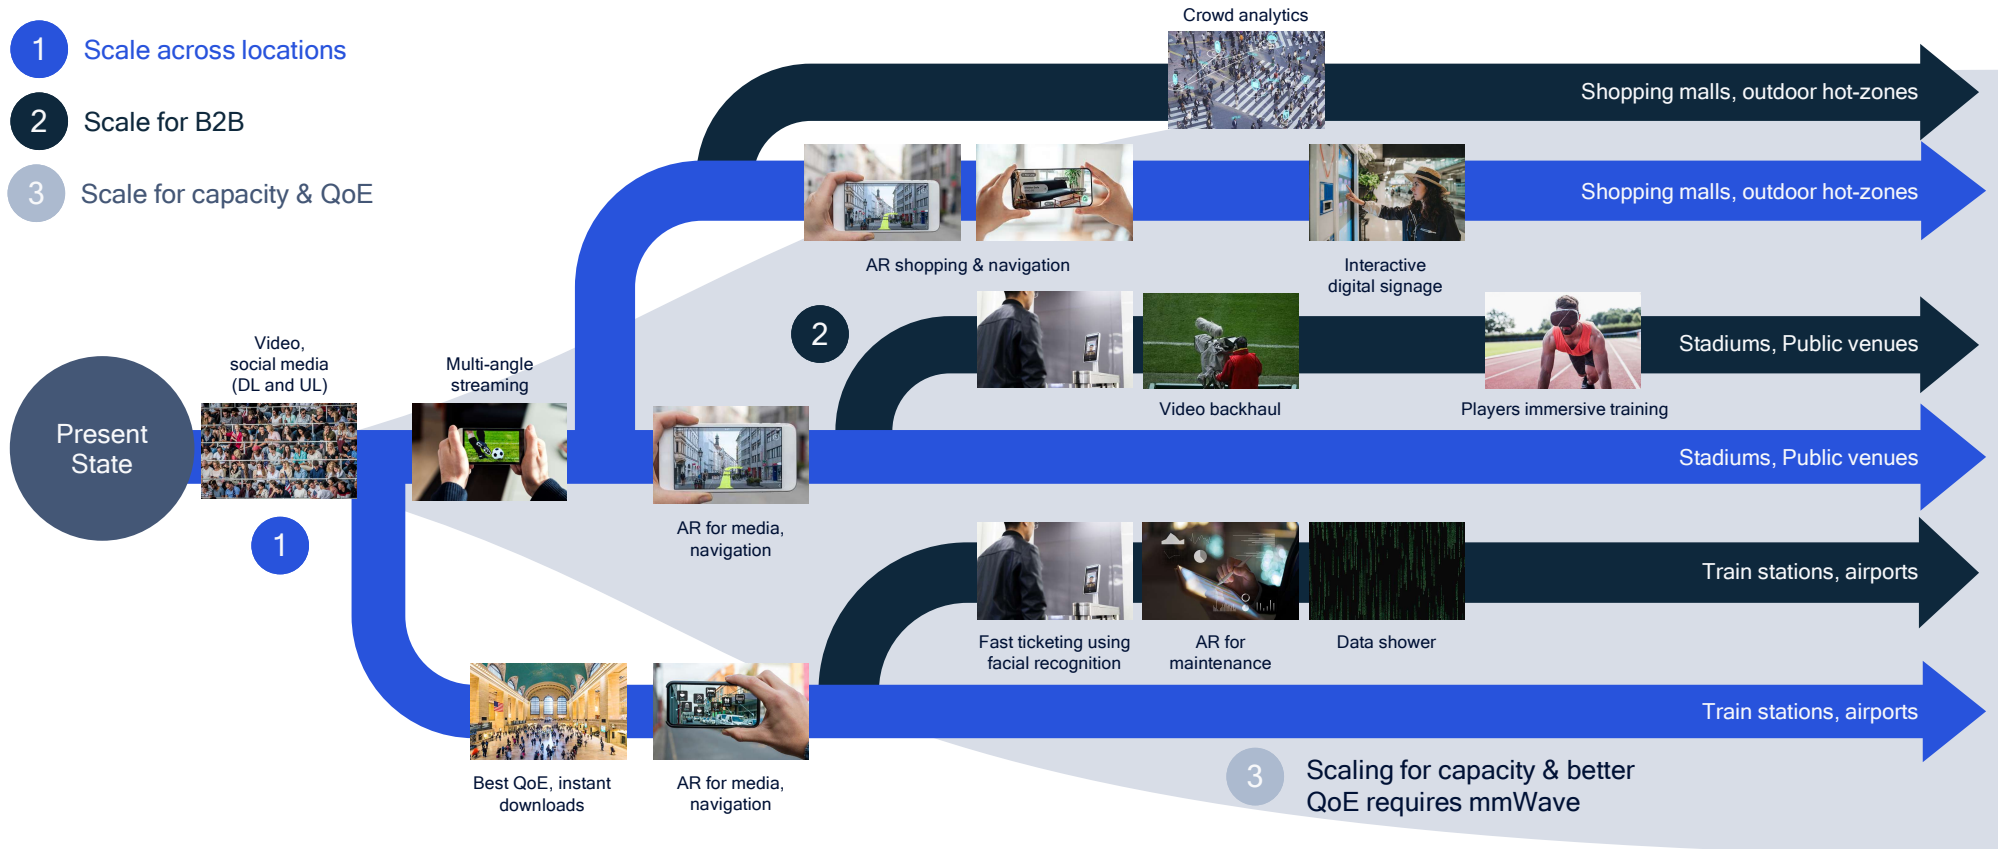 1
Scale across locations
2
Scale for B2B
3
Scale for capacity & QoE
Crowd analytics
Shopping malls, outdoor hot-zones
Shopping malls, outdoor hot-zones
AR shopping & navigation
Interactive
digital signage
2
Stadiums, Public venues
Video backhaul
Players immersive training
Present
State
Video,
social media
(DL and UL)
Multi-angle
streaming
1
AR for media,
navigation
Stadiums, Public venues
Train stations, airports
Fast ticketing using
facial recognition
AR for
maintenance
Data shower
Train stations, airports
Best QoE, instant
downloads
AR for media,
navigation
3
Scaling for capacity & better
QoE requires mmWave